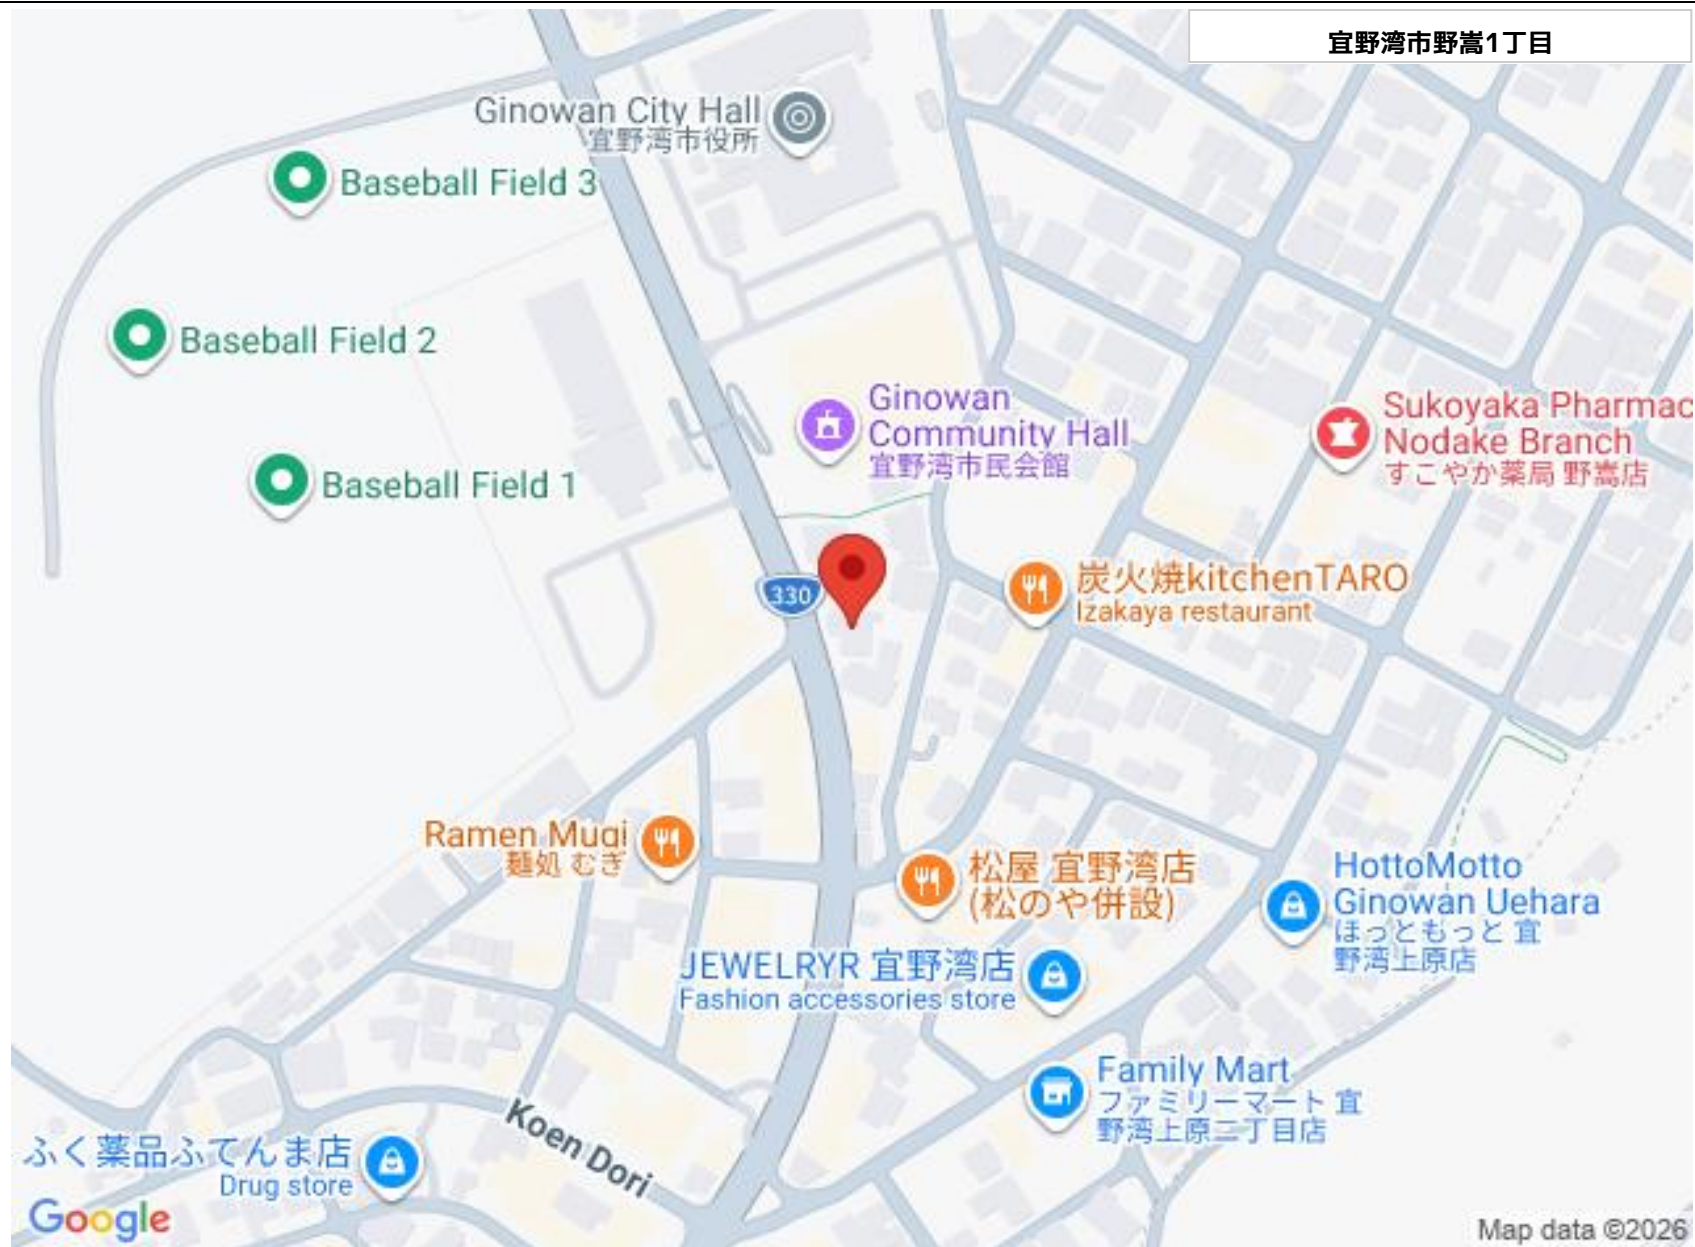 宜野湾市野嵩1丁目
Ginowan City Hall
宜野湾市役所
Baseball Field 3
Baseball Field 2
Ginowan
Community Hall
宜野湾市民会館
Sukoyaka Pharmac
Nodake Branch
すこやか薬局 野嵩店
Baseball Field 1
330
炭火焼kitchenTARO
Izakaya restaurant
Ramen Mugi
麺処 むぎ
松屋 宜野湾店
(松のや併設)
HottoMotto
Ginowan Uehara
ほっともっと 宜
野湾上原店
JEWELRYR 宜野湾店
Fashion accessories store
Family Mart
ファミリーマート 宜
野湾上原二丁目店
Koen Dori
ふく薬品ふてんま店
Drug store
Google
Map data ©2026